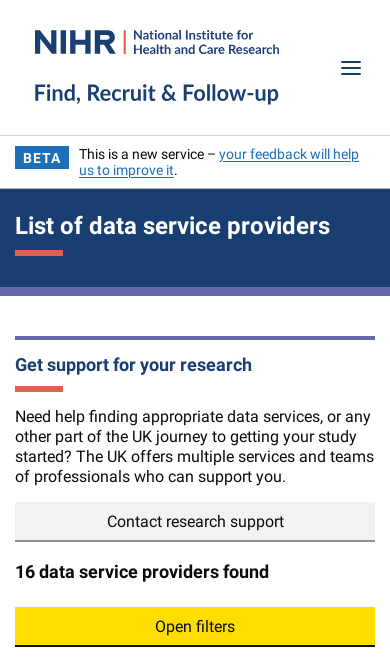 NIHR | National Institute for
Health and Care Research
Find, Recruit & Follow-up
BETA This is a new service – your feedback will help
us to improve it.
List of data service providers
Get support for your research
Need help finding appropriate data services, or any
other part of the UK journey to getting your study
started? The UK offers multiple services and teams
of professionals who can support you.
Contact research support
16 data service providers found
Open filters